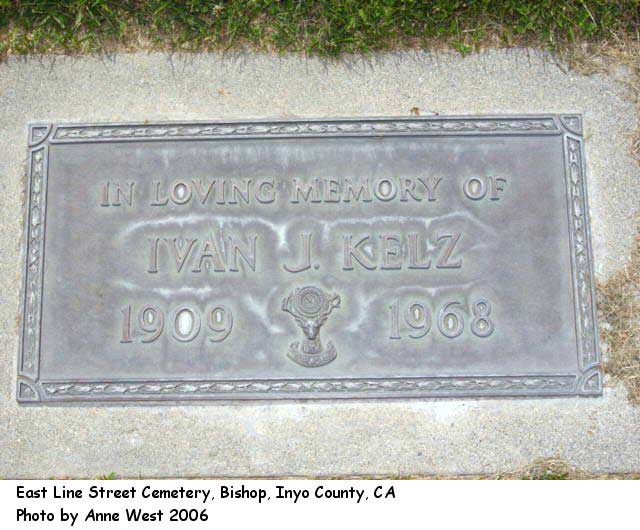 IN LOVING MEMORY OF
IVAN J. KELZ
1909 1968
East Line Street Cemetery, Bishop, Inyo County, CA
Photo by Anne West 2006